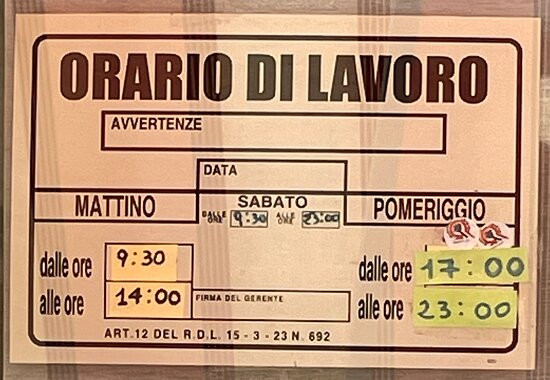 ORARIO DI LAVORO
AVVERTENZE
DATA
MATTINO
SABATO
DALLE ORE 9:30 ALLE ORE 23:00
POMERIGGIO
dalle ore 9:30
alle ore 14:00
FIRMA DEL GERENTE
dalle ore 17:00
alle ore 23:00
ART.12 DEL R.D.L. 15 - 3 - 23 N. 692